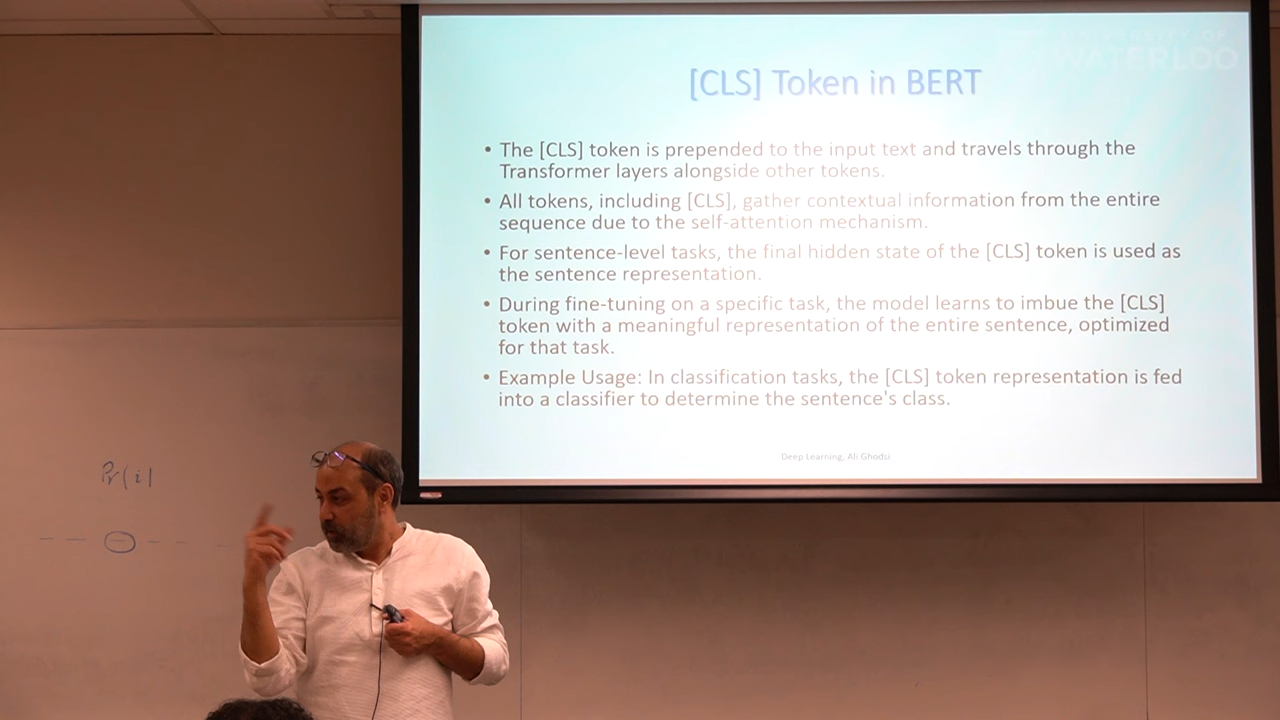 UNIVERSITY OF
WATERLOO
[CLS] Token in BERT
• The [CLS] token is prepended to the input text and travels through the
Transformer layers alongside other tokens.
• All tokens, including [CLS], gather contextual information from the entire
sequence due to the self-attention mechanism.
• For sentence-level tasks, the final hidden state of the [CLS] token is used as
the sentence representation.
• During fine-tuning on a specific task, the model learns to imbue the [CLS]
token with a meaningful representation of the entire sentence, optimized
for that task.
• Example Usage: In classification tasks, the [CLS] token representation is fed
into a classifier to determine the sentence's class.
Deep Learning, Ali Ghodsi
Pr(i|